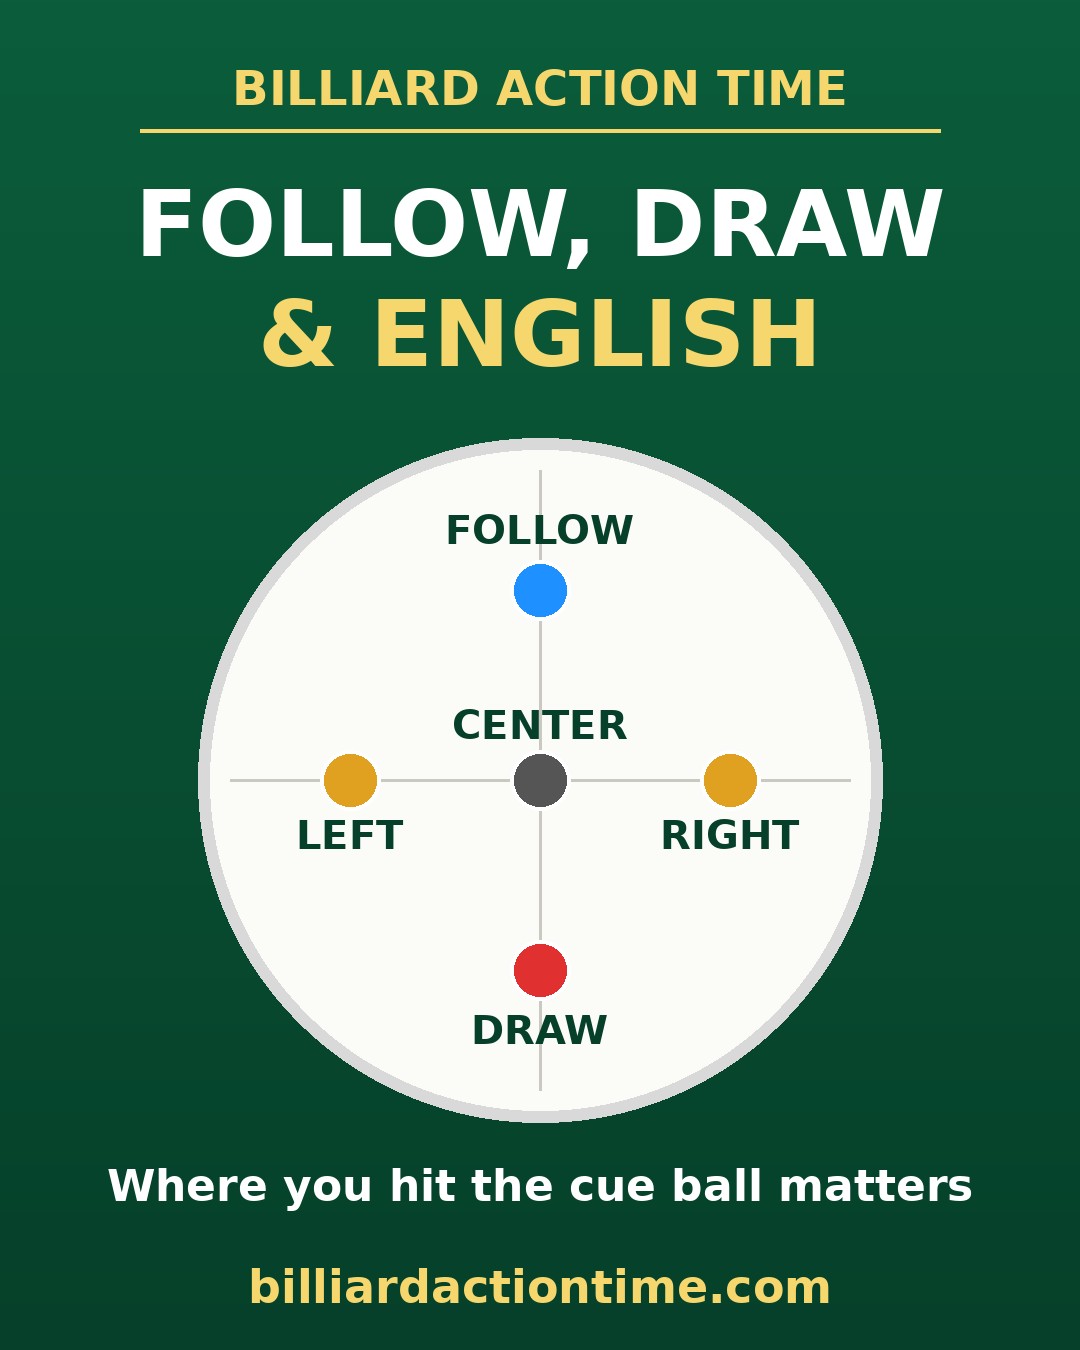 BILLIARD ACTION TIME
FOLLOW, DRAW
& ENGLISH
FOLLOW
CENTER
LEFT
RIGHT
DRAW
Where you hit the cue ball matters
billiardactiontime.com